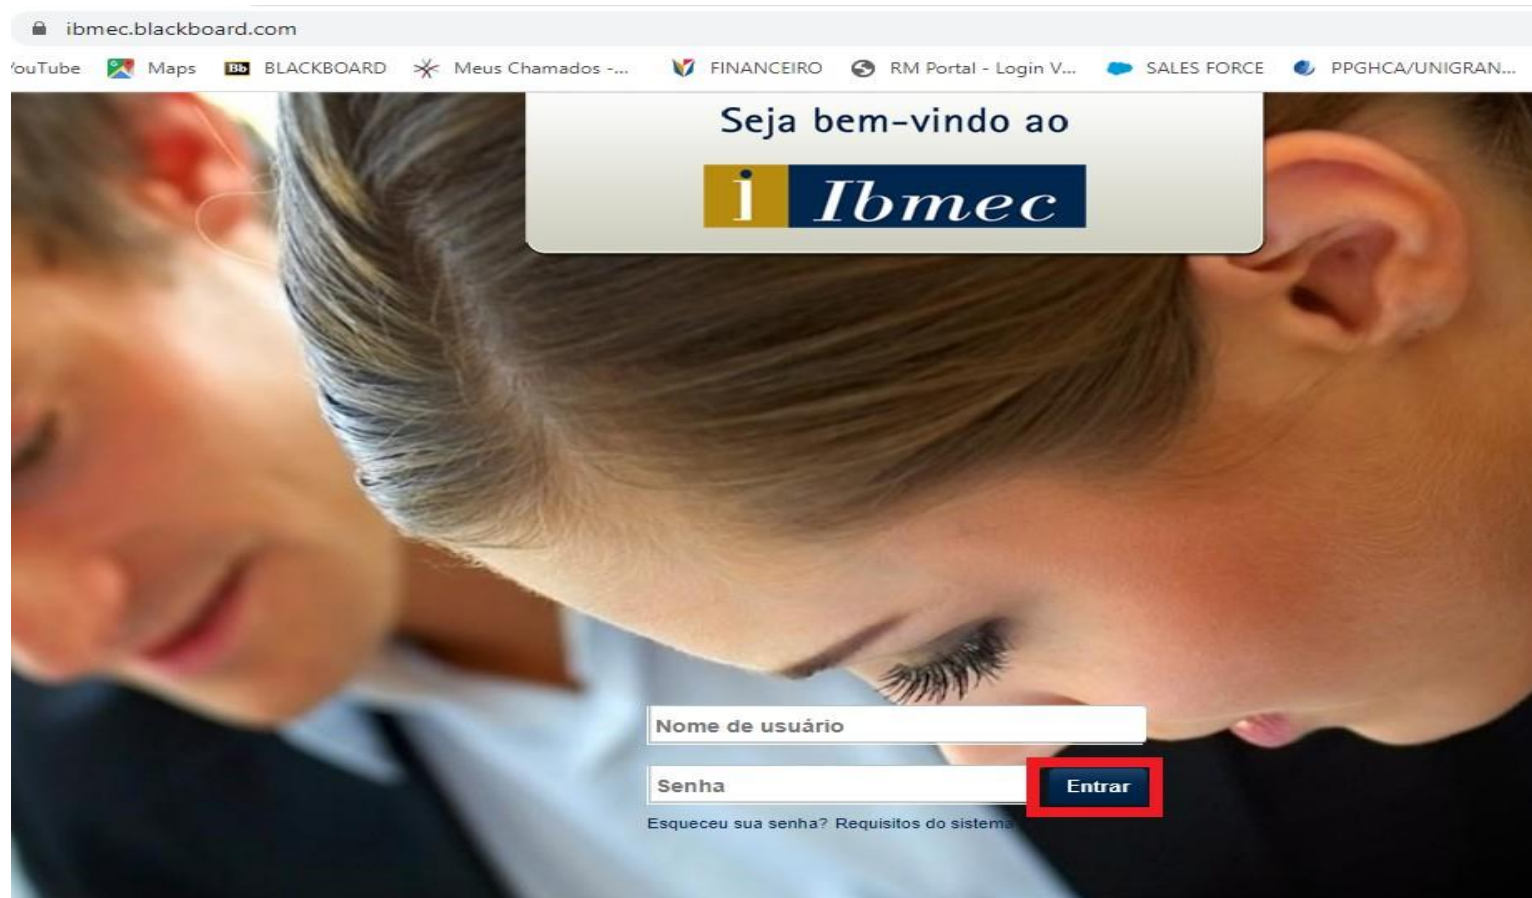 ibmec.blackboard.com
YouTube Maps Bb BLACKBOARD Meus Chamados -... FINANCEIRO RM Portal - Login V... SALES FORCE PPGHCA/UNIGRAN...
Seja bem-vindo ao
i Ibmec
Nome de usuário
Senha Entrar
Esqueceu sua senha? Requisitos do sistema